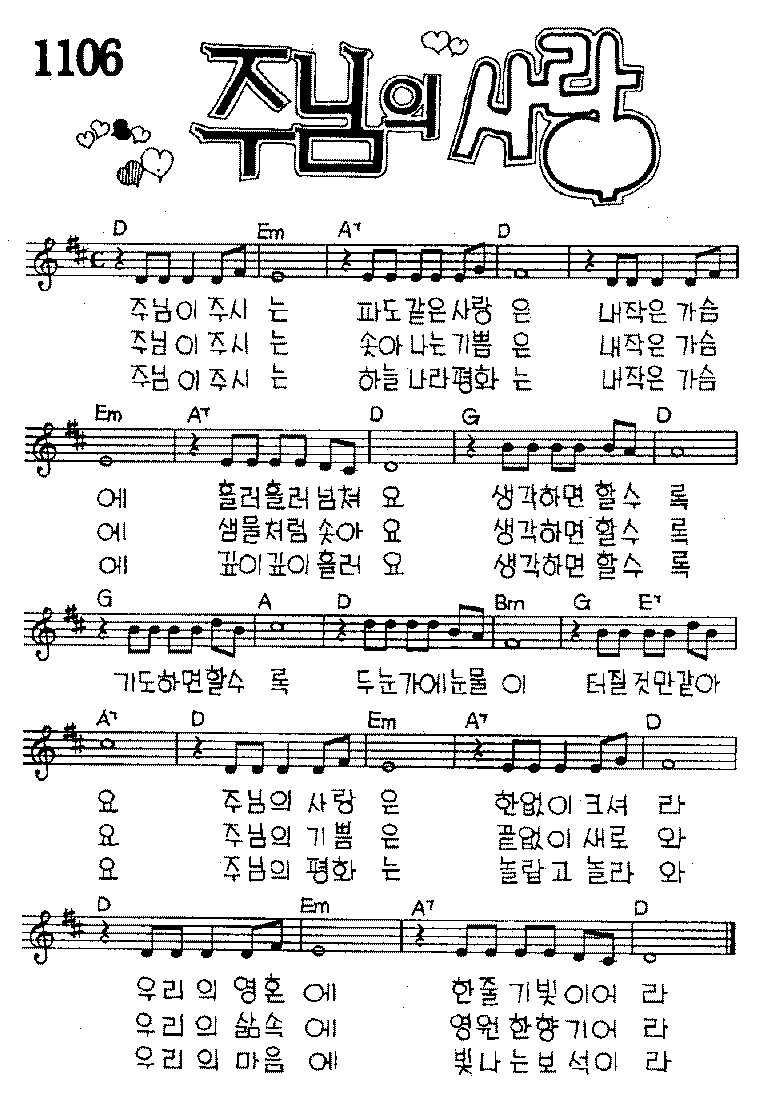 1106
주님의 사랑
D Em A7 D
주님이 주시 는 파도같은사랑 은 내작은 가슴
주님이 주시 는 솟아 나는기쁨 은 내작은 가슴
주님이 주시 는 하늘 나라평화 는 내작은 가슴
Em A7 D G D
에 흘러흘러넘쳐 요 생각하면 할수 록
에 샘물처럼 솟아 요 생각하면 할수 록
에 깊이깊이흘러 요 생각하면 할수 록
G A D Bm G E7
기도하면할수 록 두눈가에눈물 이 터질것만같아
A7 D Em A7 D
요 주님의 사랑 은 한없이 크셔 라
요 주님의 기쁨 은 끝없이 새로 와
요 주님의 평화 는 놀랍고 놀라 와
D Em A7 D
우리 의 영혼 에 한줄기빛이어 라
우리 의 삶속 에 영원한향기어 라
우리 의 마음 에 빛나는보석이 라